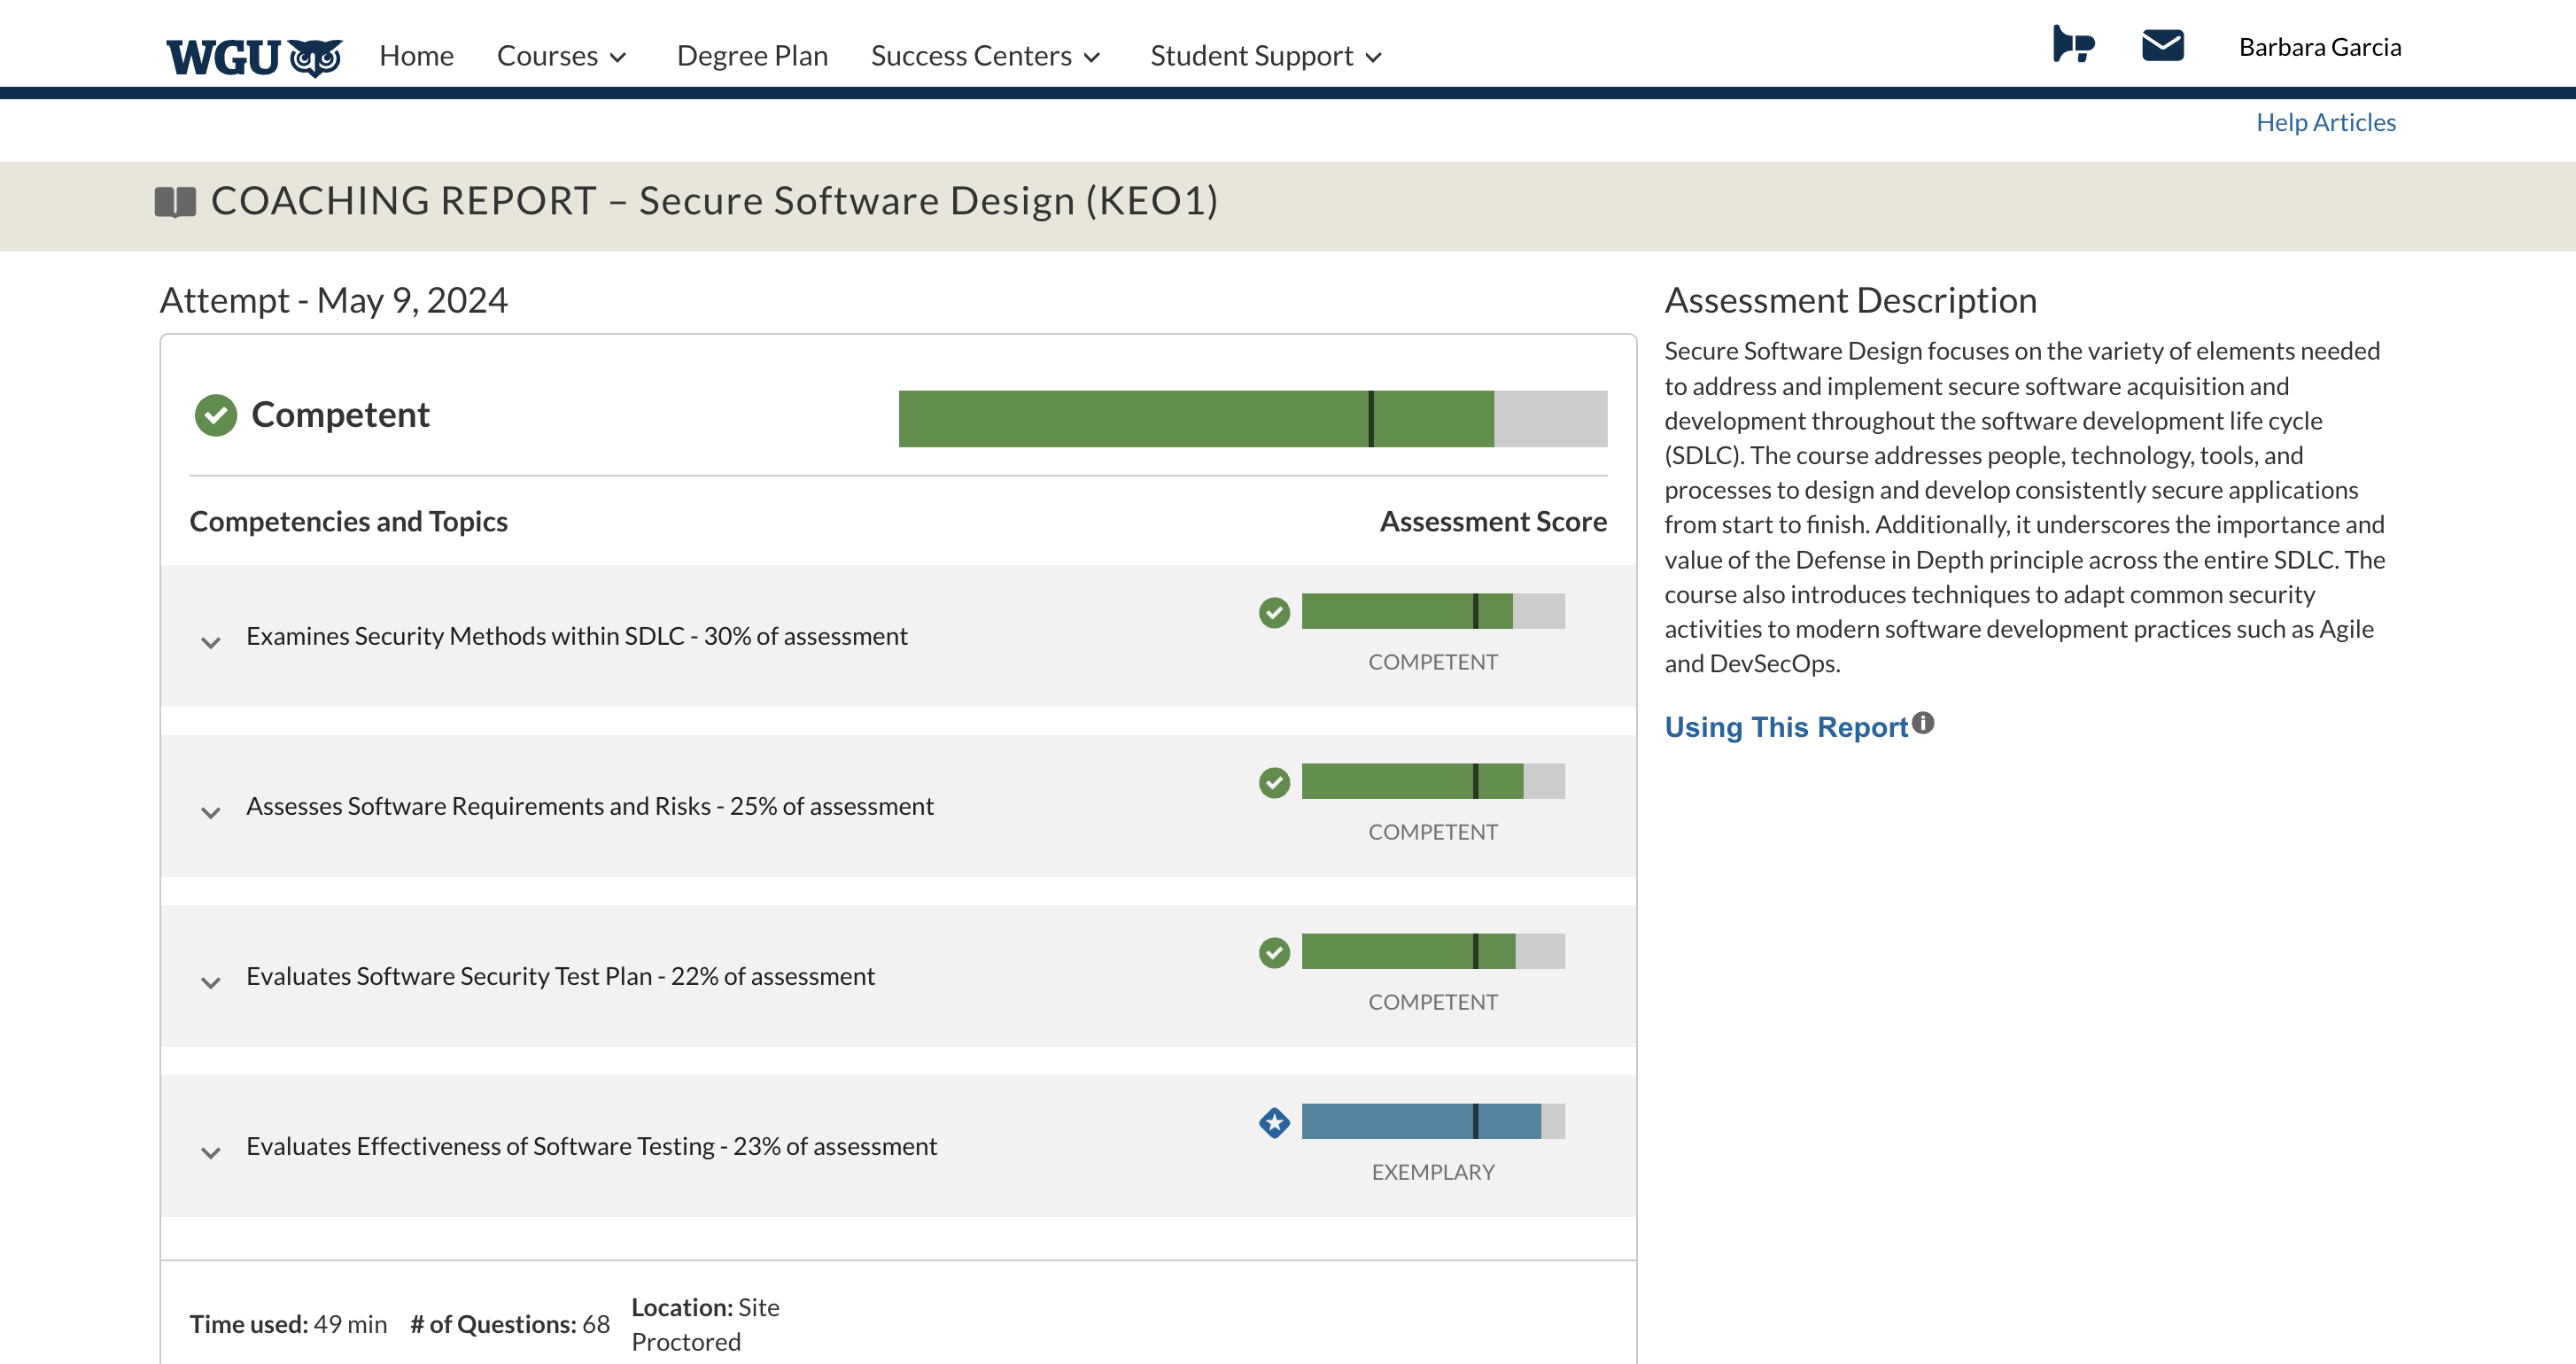 WGU Home Courses Degree Plan Success Centers Student Support Barbara Garcia
Help Articles
COACHING REPORT – Secure Software Design (KEO1)
Attempt - May 9, 2024
Competent
Competencies and Topics Assessment Score
Examines Security Methods within SDLC - 30% of assessment
COMPETENT
Assesses Software Requirements and Risks - 25% of assessment
COMPETENT
Evaluates Software Security Test Plan - 22% of assessment
COMPETENT
Evaluates Effectiveness of Software Testing - 23% of assessment
EXEMPLARY
Time used: 49 min # of Questions: 68 Location: Site
Proctored
Assessment Description
Secure Software Design focuses on the variety of elements needed
to address and implement secure software acquisition and
development throughout the software development life cycle
(SDLC). The course addresses people, technology, tools, and
processes to design and develop consistently secure applications
from start to finish. Additionally, it underscores the importance and
value of the Defense in Depth principle across the entire SDLC. The
course also introduces techniques to adapt common security
activities to modern software development practices such as Agile
and DevSecOps.
Using This Report